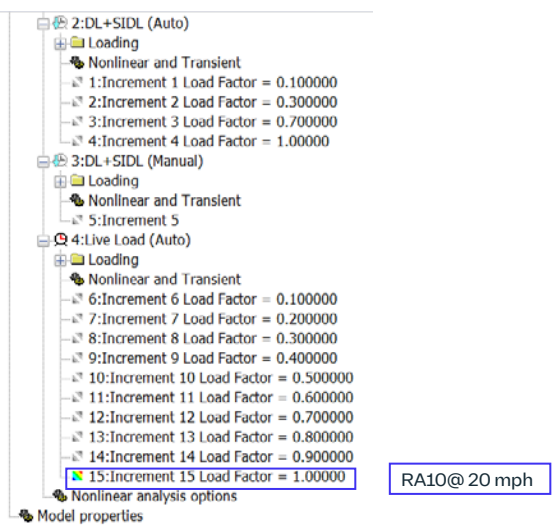 2:DL+SIDL (Auto)
Loading
Nonlinear and Transient
1:Increment 1 Load Factor = 0.100000
2:Increment 2 Load Factor = 0.300000
3:Increment 3 Load Factor = 0.700000
4:Increment 4 Load Factor = 1.00000
3:DL+SIDL (Manual)
Loading
Nonlinear and Transient
5:Increment 5
4:Live Load (Auto)
Loading
Nonlinear and Transient
6:Increment 6 Load Factor = 0.100000
7:Increment 7 Load Factor = 0.200000
8:Increment 8 Load Factor = 0.300000
9:Increment 9 Load Factor = 0.400000
10:Increment 10 Load Factor = 0.500000
11:Increment 11 Load Factor = 0.600000
12:Increment 12 Load Factor = 0.700000
13:Increment 13 Load Factor = 0.800000
14:Increment 14 Load Factor = 0.900000
15:Increment 15 Load Factor = 1.00000
RA10@ 20 mph
Nonlinear analysis options
Model properties